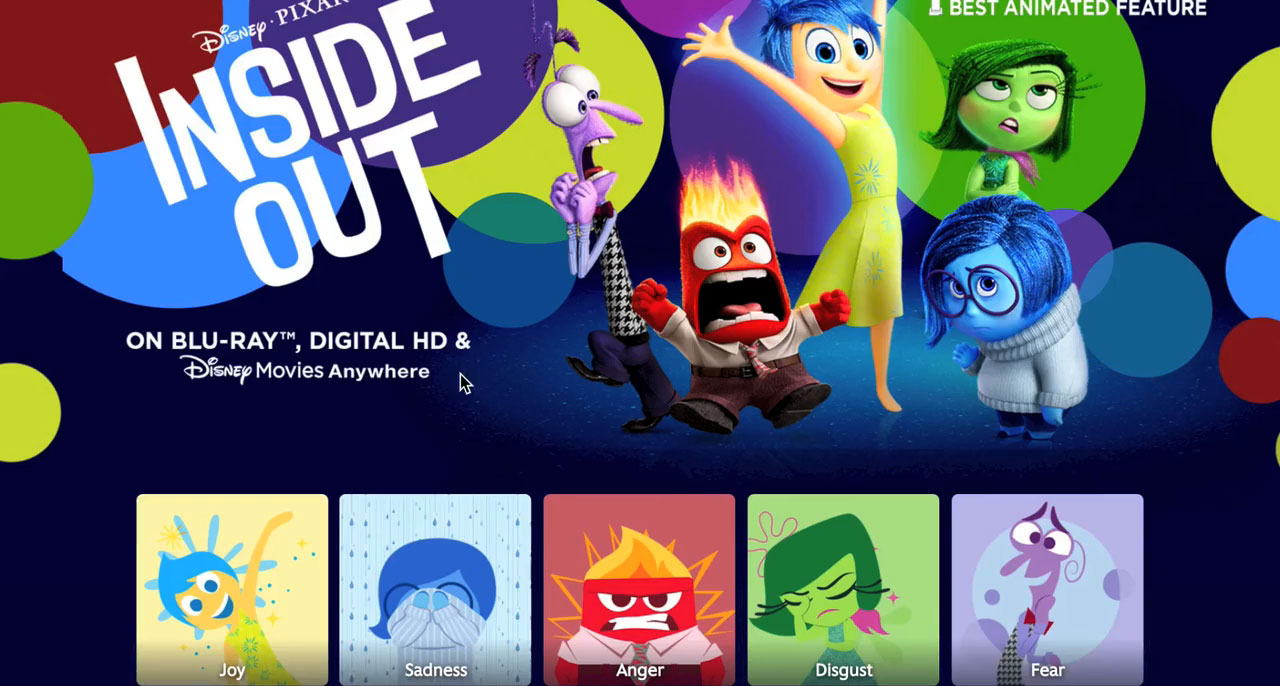 Disney · PIXAR
INSIDE
OUT
BEST ANIMATED FEATURE
ON BLU-RAY™, DIGITAL HD &
Disney Movies Anywhere
Joy
Sadness
Anger
Disgust
Fear